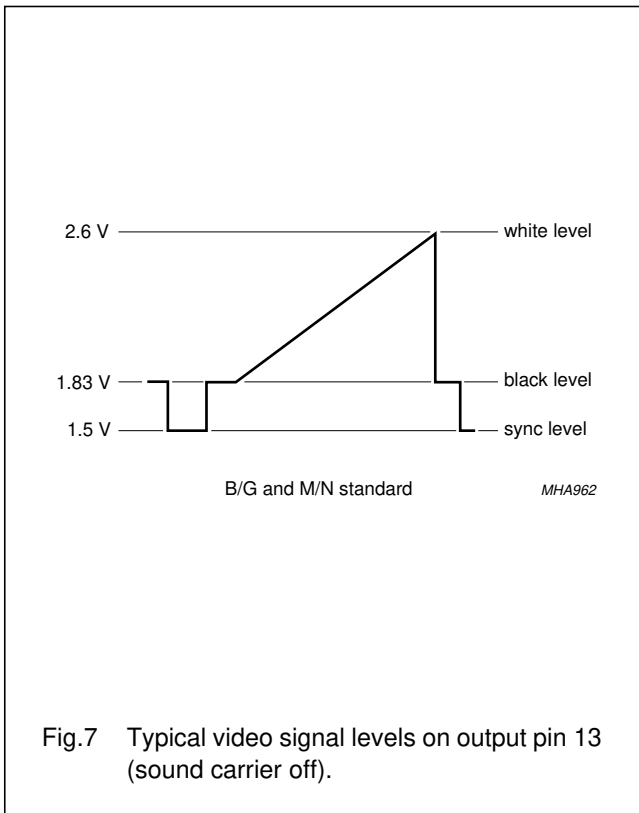 2.6 V
white level
1.83 V
black level
1.5 V
sync level
B/G and M/N standard
MHA962
Fig.7 Typical video signal levels on output pin 13
(sound carrier off).